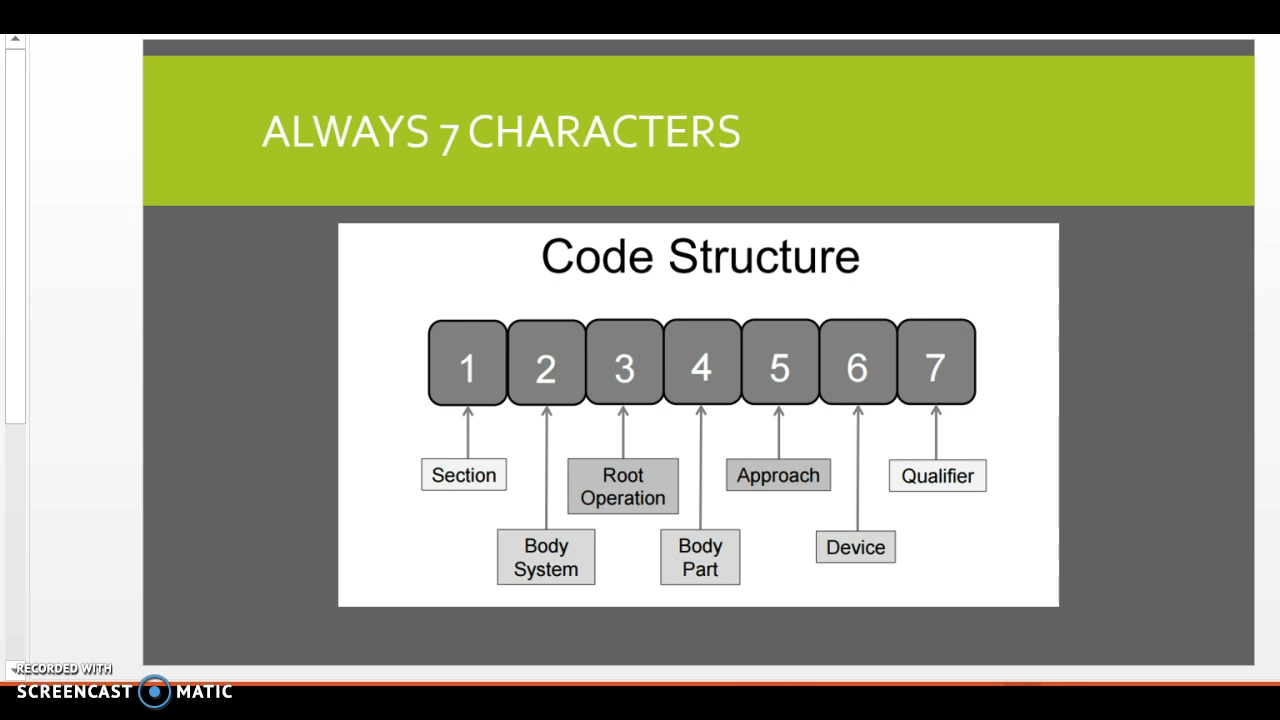 ALWAYS 7 CHARACTERS
Code Structure
1 2 3 4 5 6 7
Section
Root
Operation
Approach
Qualifier
Body
System
Body
Part
Device
RECORDED WITH
SCREENCAST MATIC